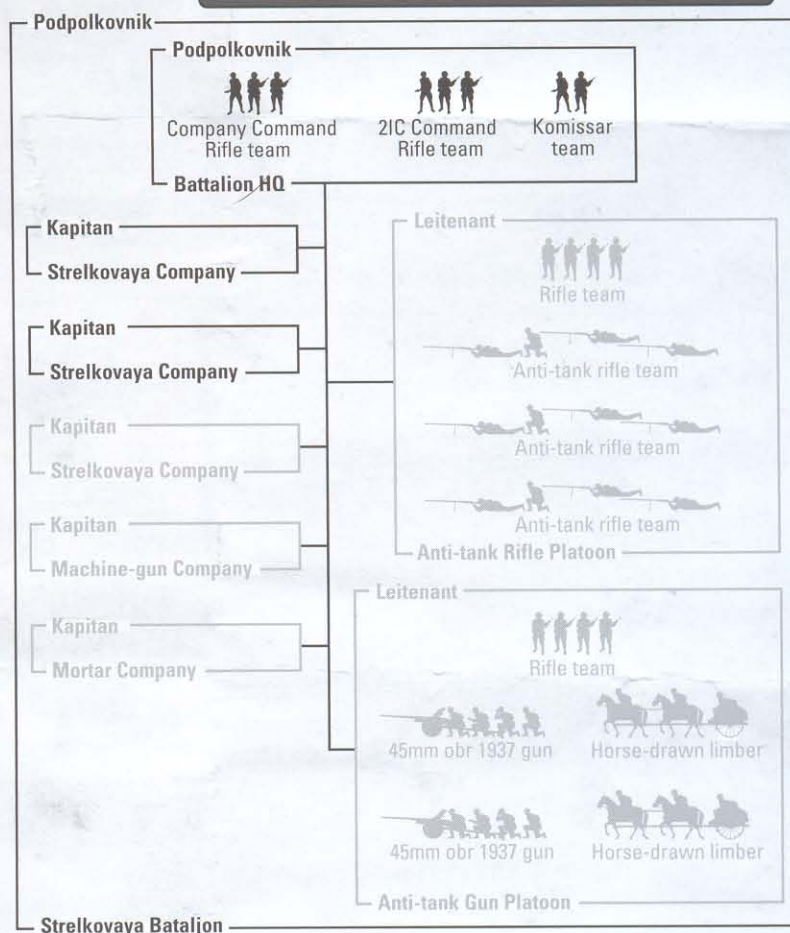 Podpolkovnik
Podpolkovnik
Company Command
Rifle team
2IC Command
Rifle team
Komissar
team
Battalion HQ
Kapitan
Strelkovaya Company
Kapitan
Strelkovaya Company
Kapitan
Strelkovaya Company
Kapitan
Machine-gun Company
Kapitan
Mortar Company
Leitenant
Rifle team
Anti-tank rifle team
Anti-tank rifle team
Anti-tank rifle team
Anti-tank Rifle Platoon
Leitenant
Rifle team
45mm obr 1937 gun
Horse-drawn limber
45mm obr 1937 gun
Horse-drawn limber
Anti-tank Gun Platoon
Strelkovaya Bataljon